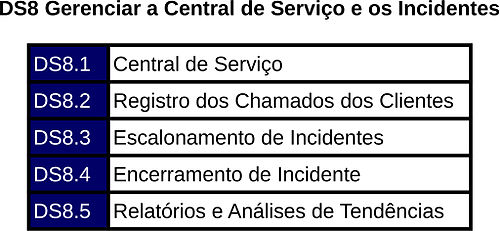 DS8 Gerenciar a Central de Serviço e os Incidentes
DS8.1 Central de Serviço
DS8.2 Registro dos Chamados dos Clientes
DS8.3 Escalonamento de Incidentes
DS8.4 Encerramento de Incidente
DS8.5 Relatórios e Análises de Tendências